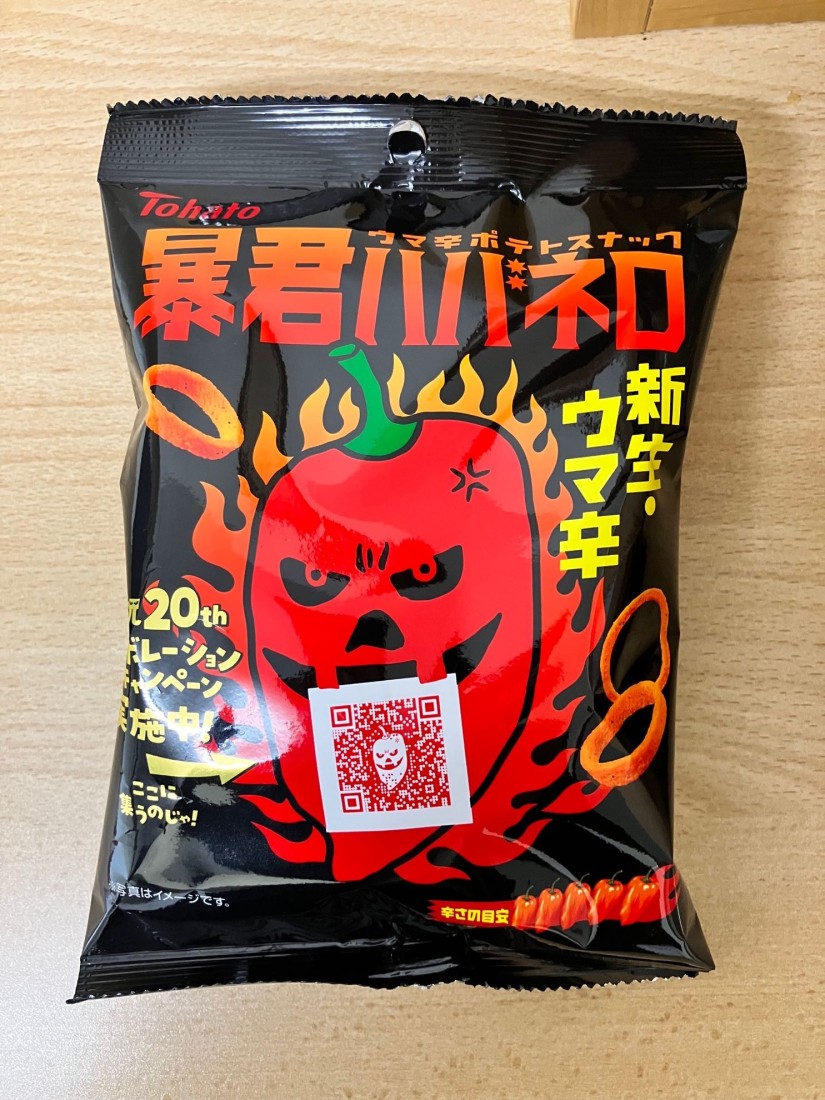 Tohato
ウマ辛ポテトスナック
暴君ハバネロ
新生・
ウマ辛
20th
レーション
ャンペーン
施中!
ここに
集うのじゃ!
写真はイメージです。
辛さの目安